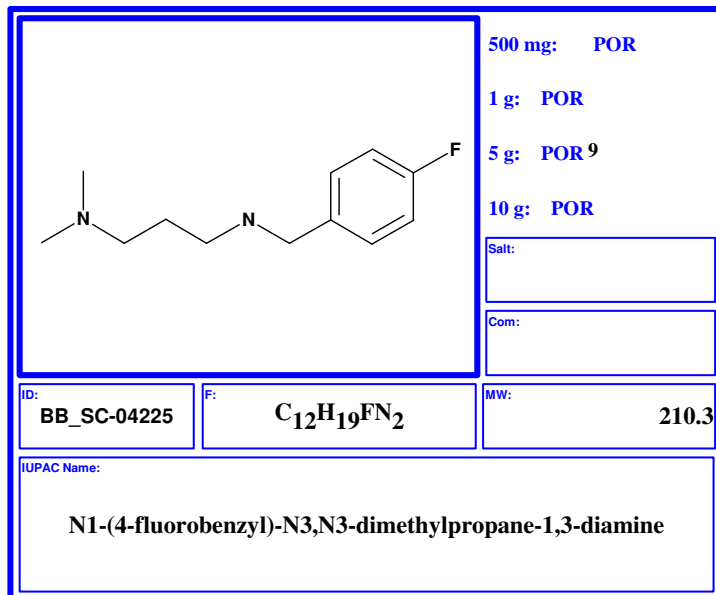 500 mg: POR
1 g: POR
F
5 g: POR 9
N
N
10 g: POR
Salt:
Com:
ID:
BB_SC-04225
F:
C12H19FN2
MW:
210.3
IUPAC Name:
N1-(4-fluorobenzyl)-N3,N3-dimethylpropane-1,3-diamine